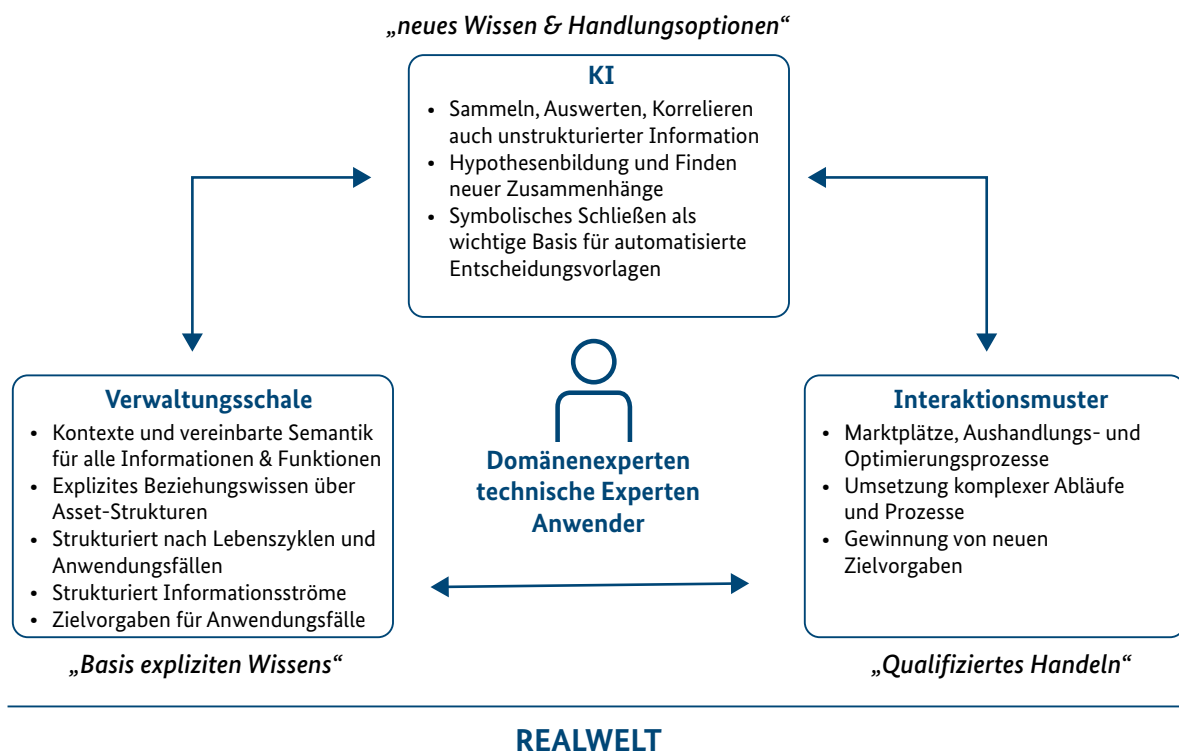 „neues Wissen & Handlungsoptionen“
KI
• Sammeln, Auswerten, Korrelieren
auch unstrukturierter Information
• Hypothesenbildung und Finden
neuer Zusammenhänge
• Symbolisches Schließen als
wichtige Basis für automatisierte
Entscheidungsvorlagen
Verwaltungsschale
• Kontexte und vereinbarte Semantik
für alle Informationen & Funktionen
• Explizites Beziehungswissen über
Asset-Strukturen
• Strukturiert nach Lebenszyklen und
Anwendungsfällen
• Strukturiert Informationsströme
• Zielvorgaben für Anwendungsfälle
„Basis expliziten Wissens“
Domänenexperten
technische Experten
Anwender
Interaktionsmuster
• Marktplätze, Aushandlungs- und
Optimierungsprozesse
• Umsetzung komplexer Abläufe
und Prozesse
• Gewinnung von neuen
Zielvorgaben
„Qualifiziertes Handeln“
REALWELT